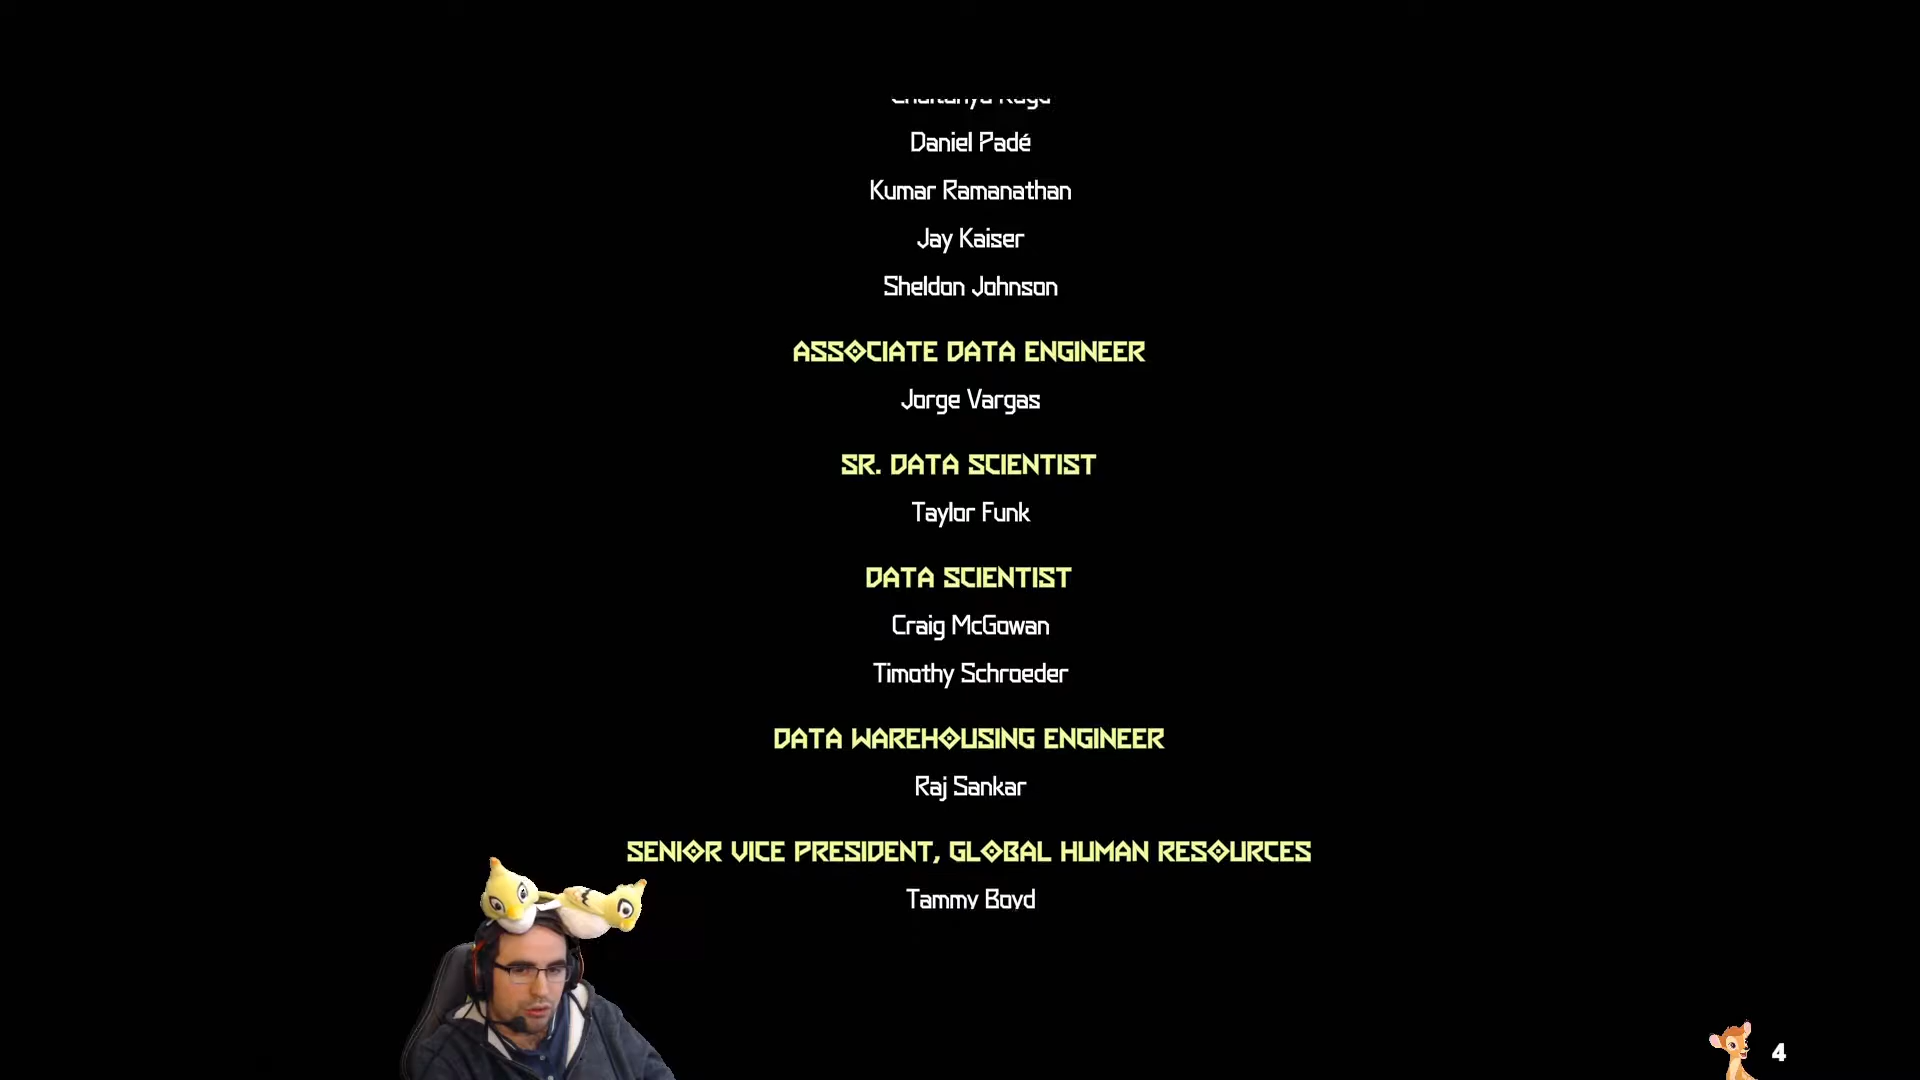 Daniel Padé
Kumar Ramanathan
Jay Kaiser
Sheldon Johnson
ASSOCIATE DATA ENGINEER
Jorge Vargas
SR. DATA SCIENTIST
Taylor Funk
DATA SCIENTIST
Craig McGowan
Timothy Schroeder
DATA WAREHOUSING ENGINEER
Raj Sankar
SENIOR VICE PRESIDENT, GLOBAL HUMAN RESOURCES
Tammy Boyd
4